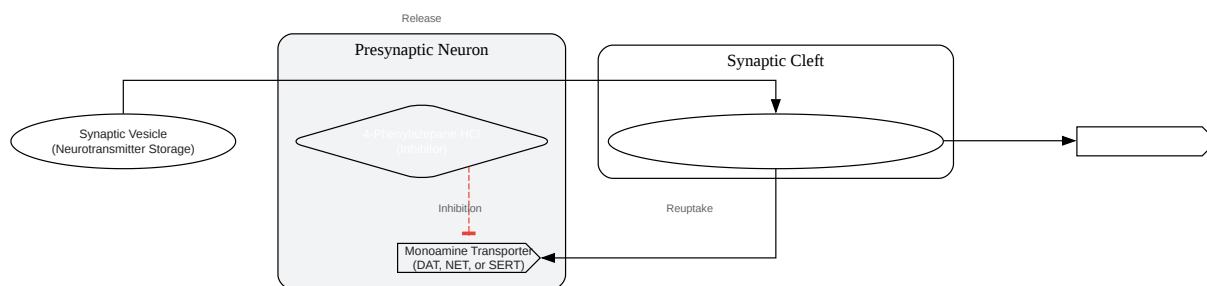 Release
Presynaptic Neuron
Synaptic Cleft
Synaptic Vesicle
(Neurotransmitter Storage)
4-Phenylazepane HCl
(Inhibitor)
Inhibition
Reuptake
Monoamine Transporter
(DAT, NET, or SERT)